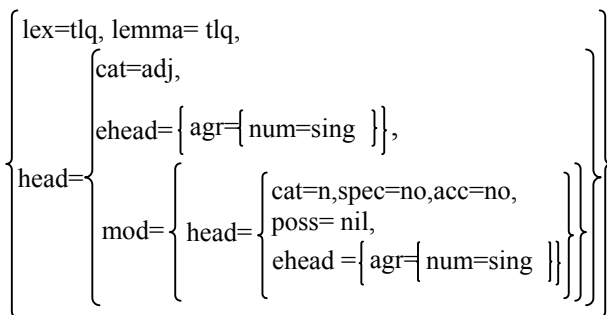 lex=tlq, lemma= tlq,
cat=adj,
ehead={ agr={ num=sing }},
head=
mod={ head={
cat=n,spec=no,acc=no,
poss= nil,
ehead ={ agr={ num=sing }}